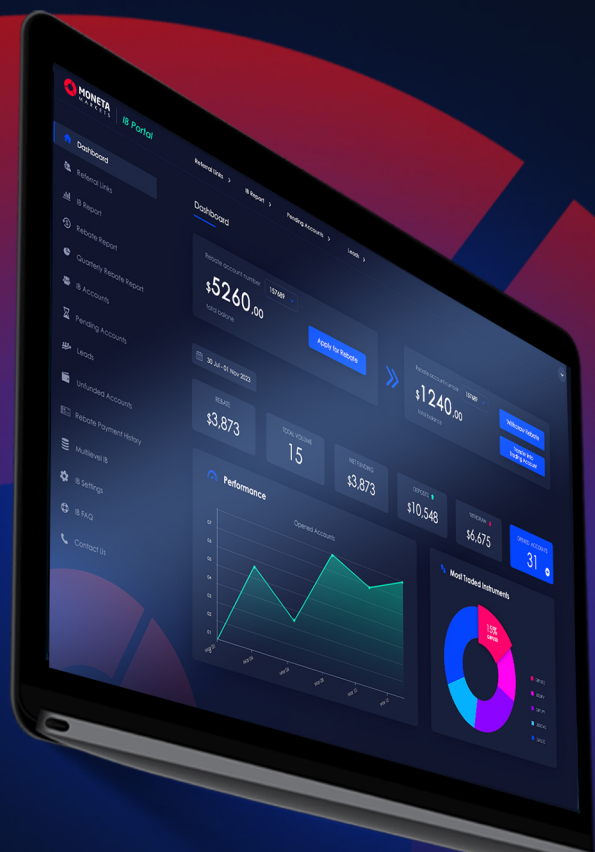 MONETA
MARKETS
IB Portal
Referral Links
IB Report
Pending Accounts
Leads
Dashboard
Referral Links
IB Report
Rebate Report
Quarterly Rebate Report
IB Accounts
Pending Accounts
Leads
Unfunded Accounts
Rebate Payment History
Multilevel IB
IB Settings
IB FAQ
Contact Us
Dashboard
Rebate account number 157689
$5260.00
total balance
Apply for Rebate
Rebate account number 157689
$1240.00
total balance
Withdraw Rebate
Transfer into
Trading Account
30 Jul - 01 Nov 2023
REBATE
$3,873
TOTAL VOLUME
15
NET FUNDING
$3,873
DEPOSITS
$10,548
WITHDRAW
$6,675
OPENED ACCOUNTS
31
Performance
Opened Accounts
Most Traded Instruments
15%